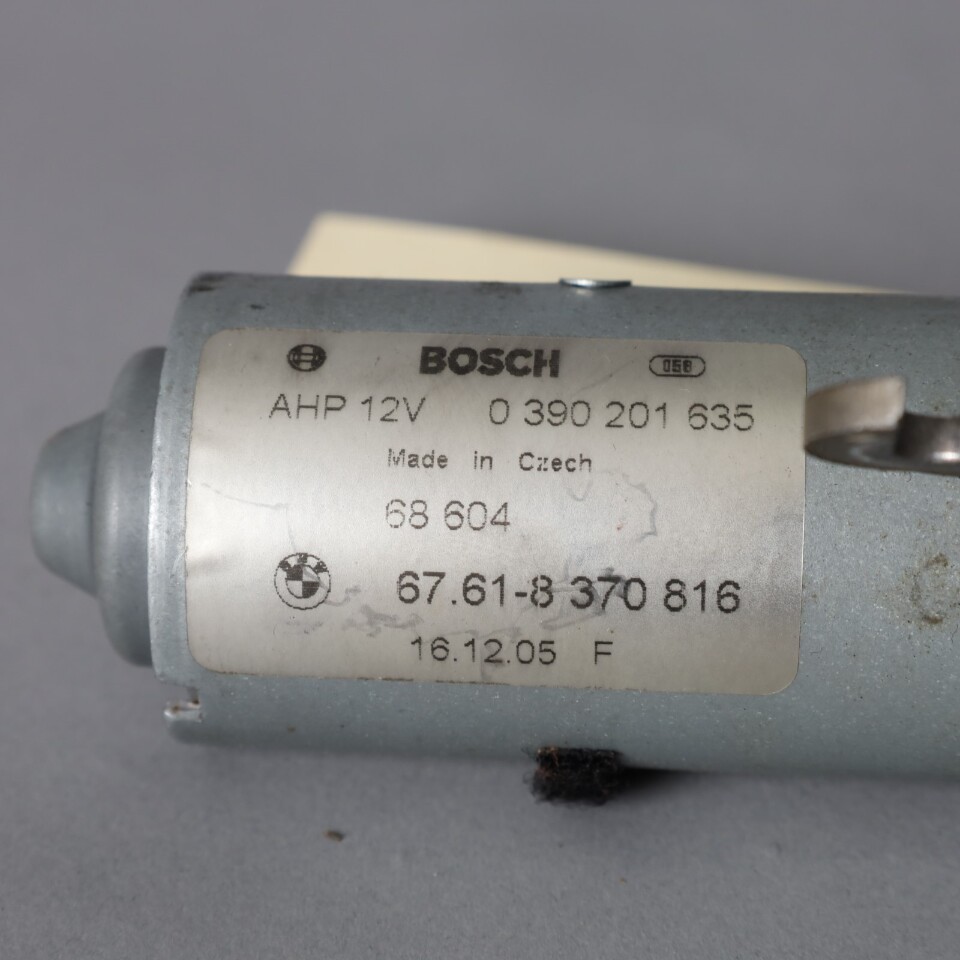 BOSCH 056
AHP 12V 0 390 201 635
Made in Czech
68 604
67.61-8 370 816
16.12.05 F